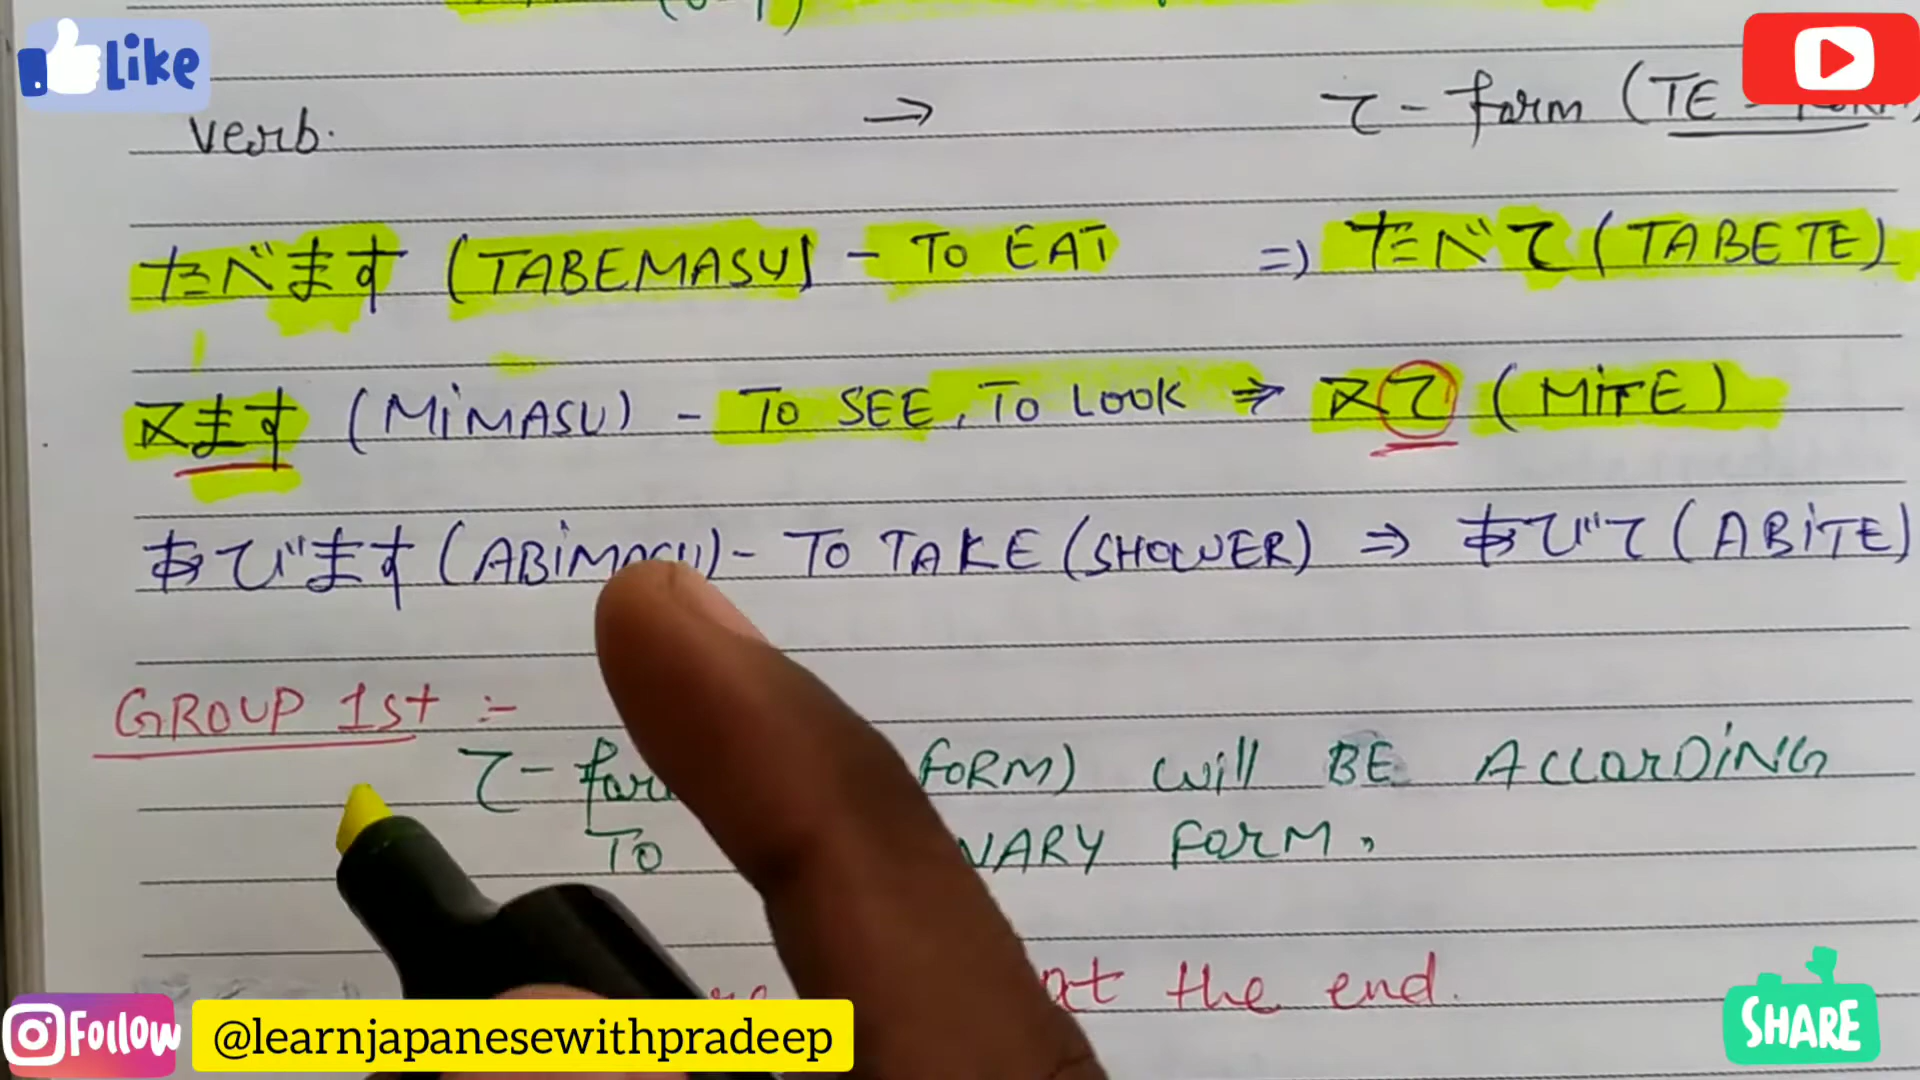 Like
verb. → て - form (TE - FORM)
たべます (TABEMASU) - TO EAT ⇒ たべて (TABETE)
みます (MiMASU) - TO SEE, TO LOOK ⇒ みて (MiTE)
あびます (ABiMASU) - TO TAKE (SHOWER) ⇒ あびて (ABiTE)
GROUP 1st :-
て - for FORM) will BE ACCORDING
TO NARY FORM.
at the end.
Follow @learnjapanesewithpradeep
SHARE